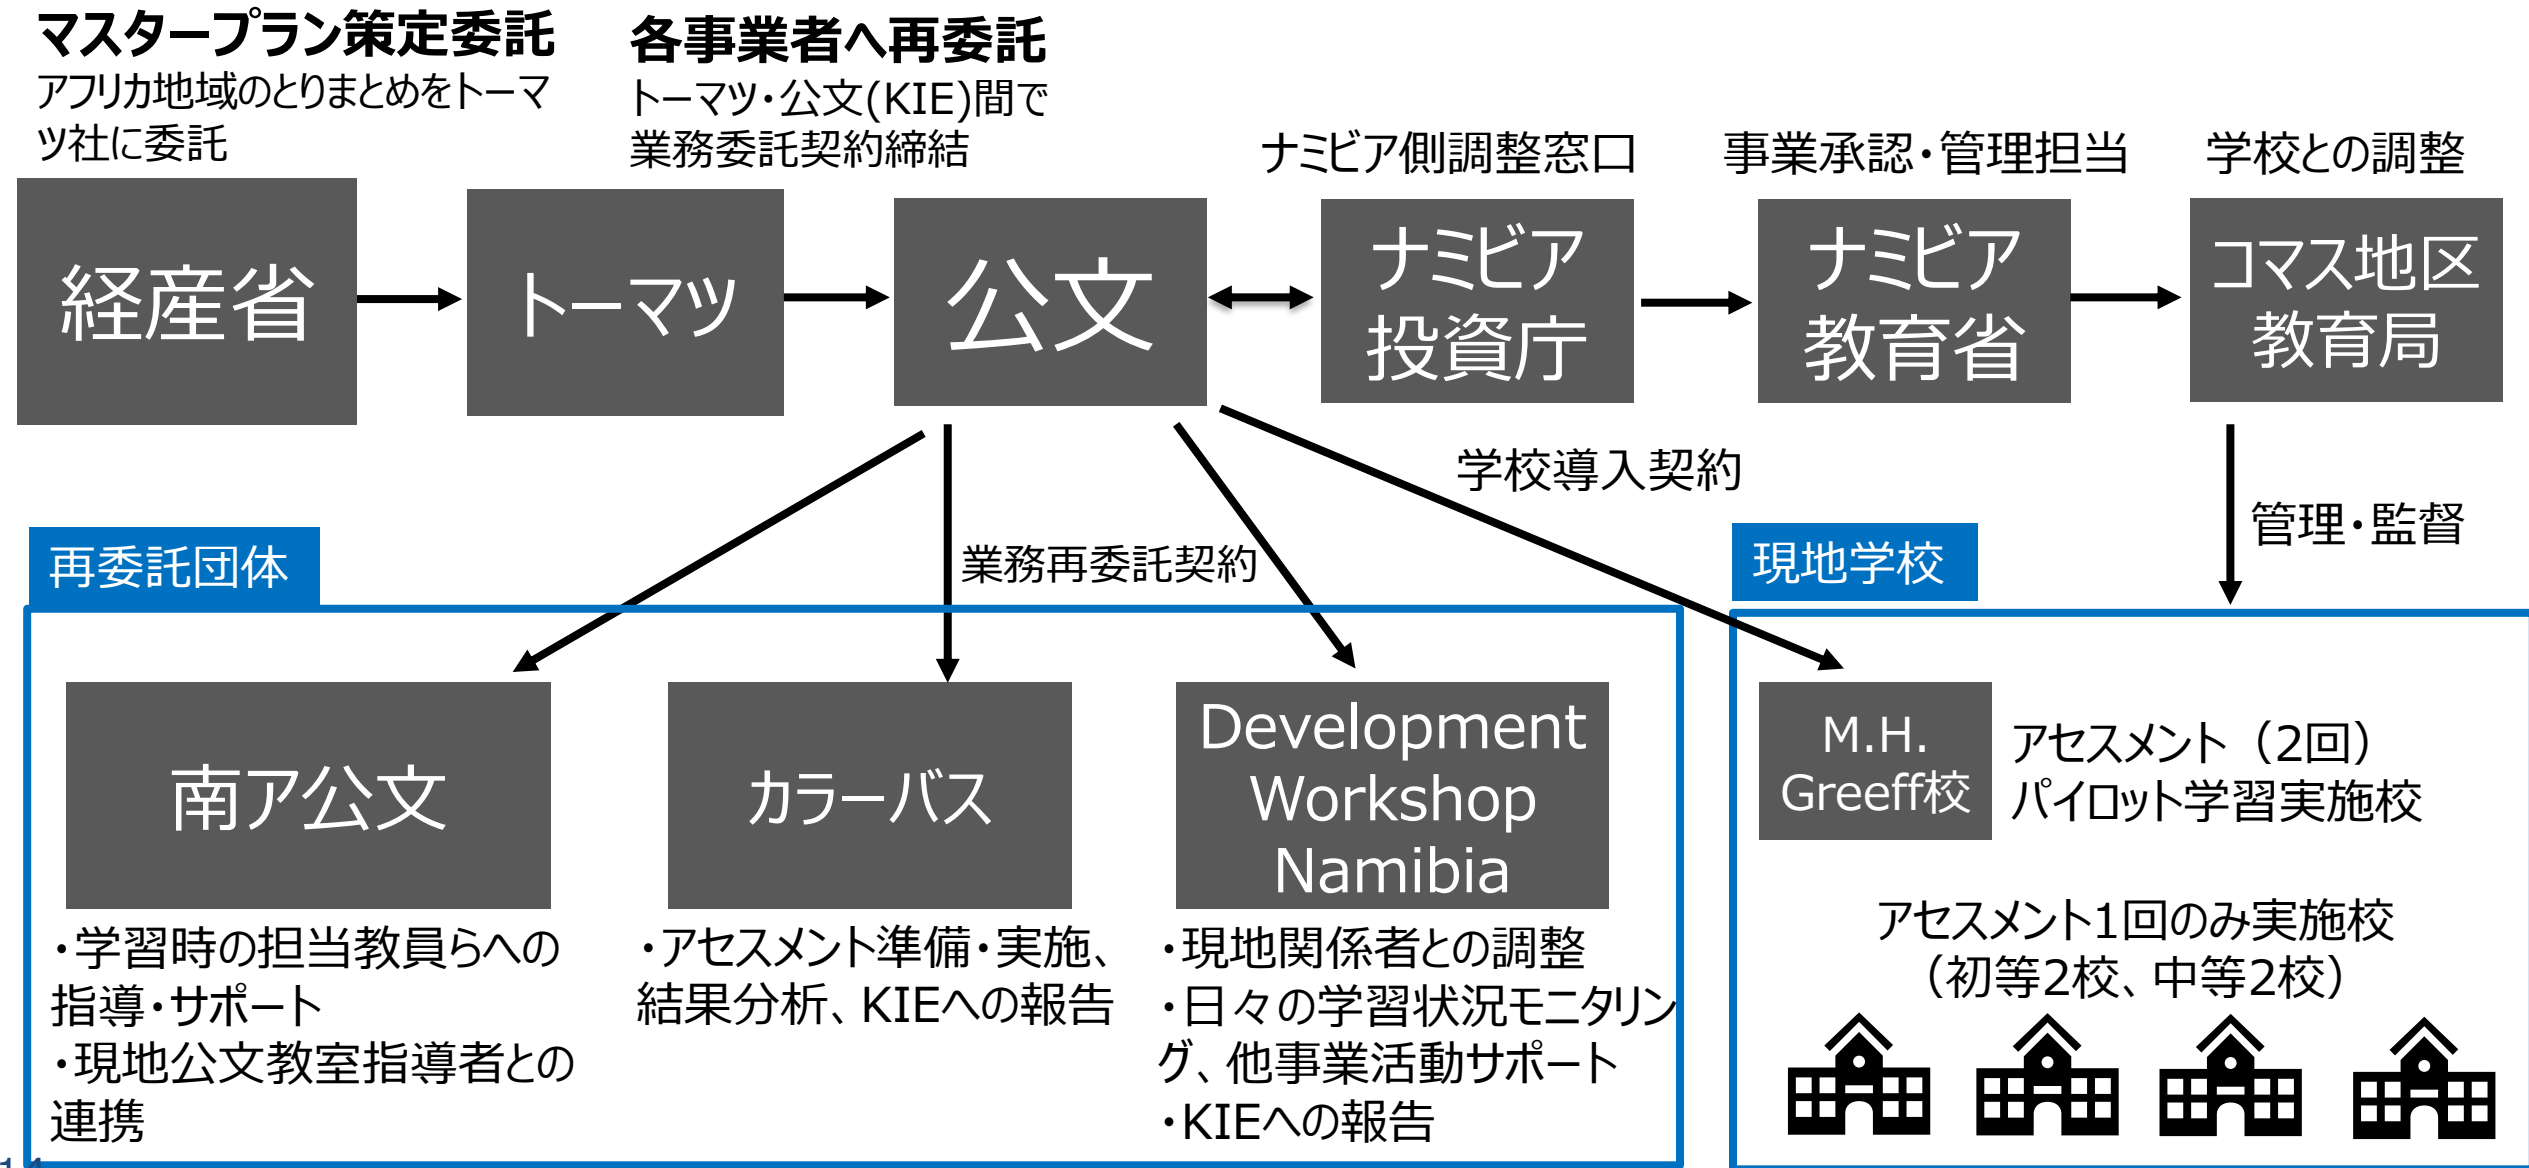 マスタープラン策定委託
アフリカ地域のとりまとめをトーマ
ツ社に委託
各事業者へ再委託
トーマツ・公文(KIE)間で
業務委託契約締結
ナミビア側調整窓口
事業承認・管理担当
学校との調整
経産省
トーマツ
公文
ナミビア
投資庁
ナミビア
教育省
コマス地区
教育局
学校導入契約
管理・監督
業務再委託契約
再委託団体
現地学校
南ア公文
カラーバス
Development
Workshop
Namibia
M.H.
Greeff校
アセスメント（2回）
パイロット学習実施校
・学習時の担当教員らへの
指導・サポート
・現地公文教室指導者との
連携
・アセスメント準備・実施、
結果分析、KIEへの報告
・現地関係者との調整
・日々の学習状況モニタリン
グ、他事業活動サポート
・KIEへの報告
アセスメント1回のみ実施校
（初等2校、中等2校）